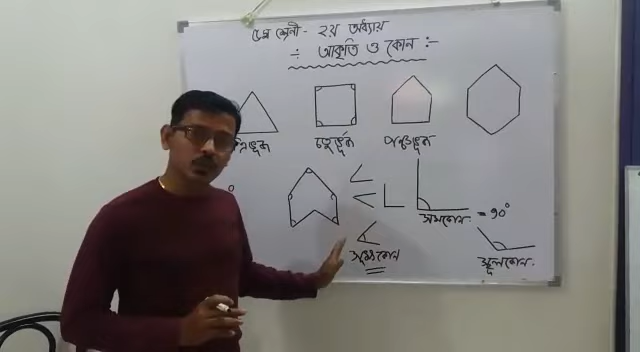 ৫ম শ্রেণী - ২য় অধ্যায়
÷ আকৃতি ও কোন :-
চতুর্ভুজ পঞ্চভুজ
সমকোন = 90°
সূক্ষ্মকোন
স্থূলকোন